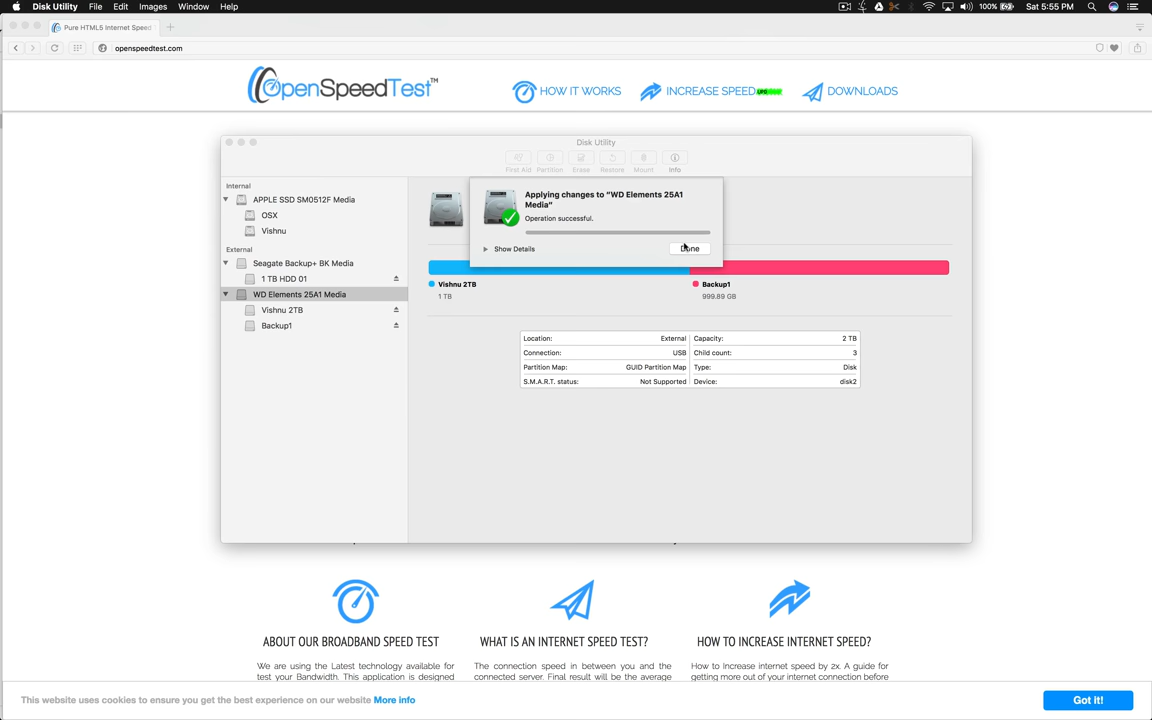 Disk Utility File Edit Images Window Help
100% Sat 5:55 PM
Pure HTML5 Internet Speed
openspeedtest.com
OpenSpeedTest™
HOW IT WORKS
INCREASE SPEED
DOWNLOADS
Disk Utility
First Aid Partition Erase Restore Mount Info
Internal
APPLE SSD SM0512F Media
OSX
Vishnu
External
Seagate Backup+ BK Media
1 TB HDD 01
WD Elements 25A1 Media
Vishnu 2TB
Backup1
Applying changes to “WD Elements 25A1
Media”
Operation successful.
Show Details
Done
Vishnu 2TB
1 TB
Backup1
999.89 GB
Location: External
Connection: USB
Partition Map: GUID Partition Map
S.M.A.R.T. status: Not Supported
Capacity: 2 TB
Child count: 3
Type: Disk
Device: disk2
ABOUT OUR BROADBAND SPEED TEST
We are using the Latest technology available for
test your Bandwidth. This application is designed
WHAT IS AN INTERNET SPEED TEST?
The connection speed in between you and the
connected server. Final result will be the average
HOW TO INCREASE INTERNET SPEED?
How to Increase internet speed by 2x. A guide for
getting more out of your internet connection before
This website uses cookies to ensure you get the best experience on our website More info
Got it!